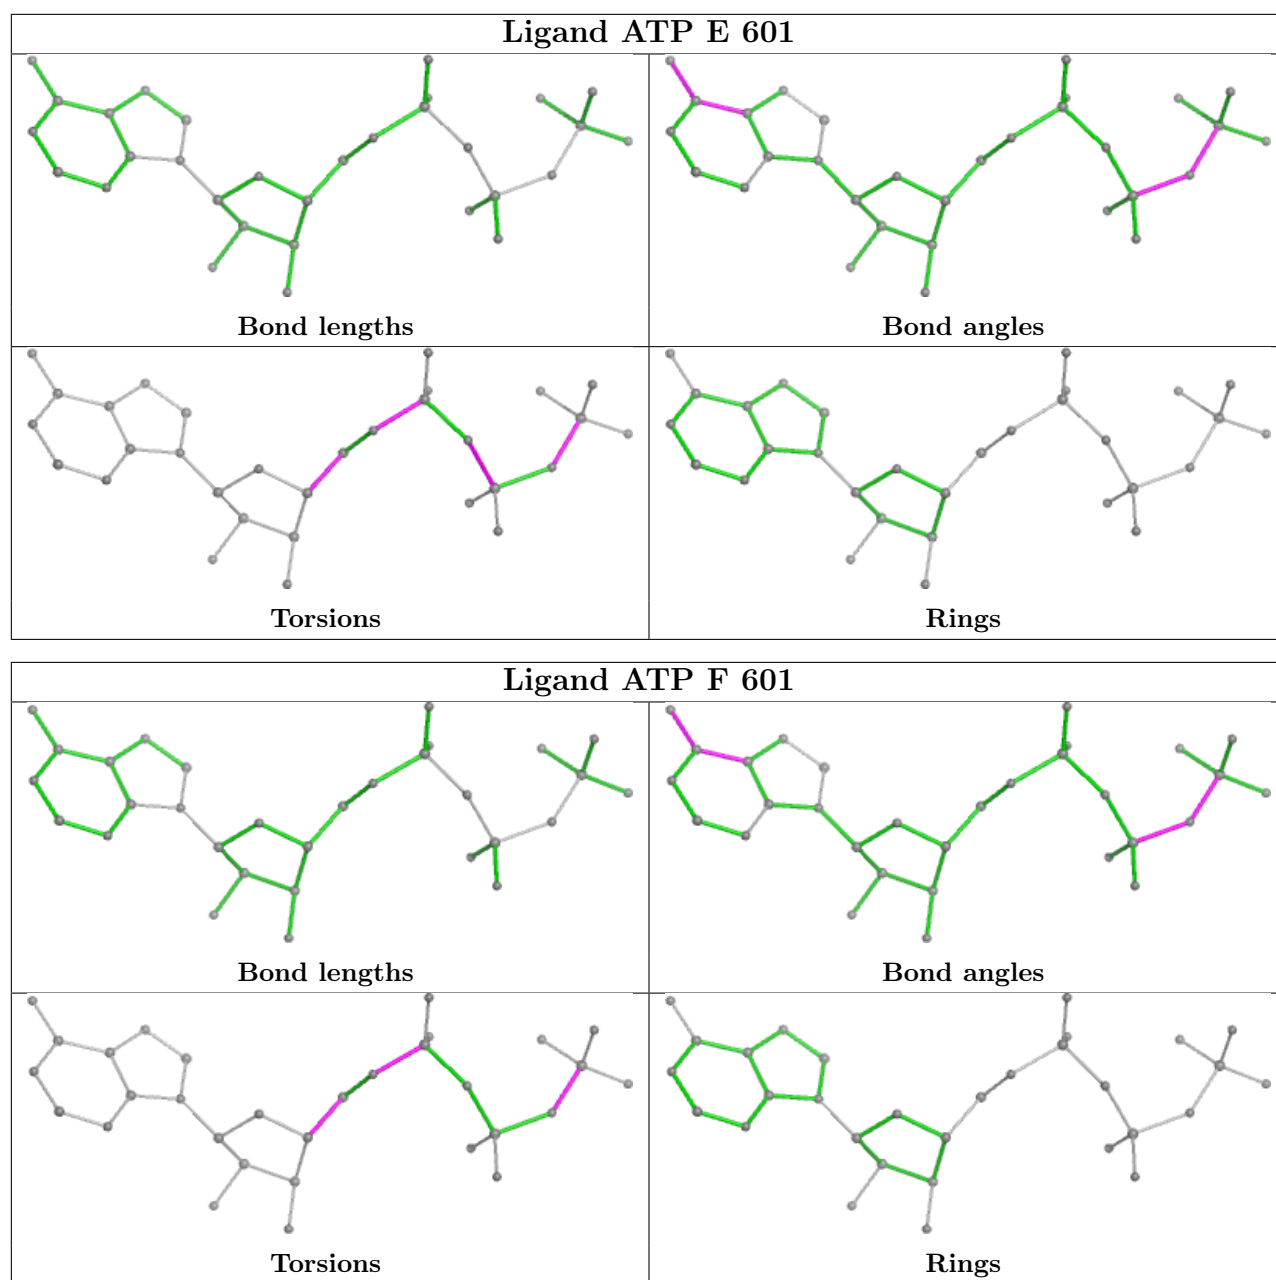 Ligand ATP E 601
Bond lengths
Bond angles
Torsions
Rings
Ligand ATP F 601
Bond lengths
Bond angles
Torsions
Rings